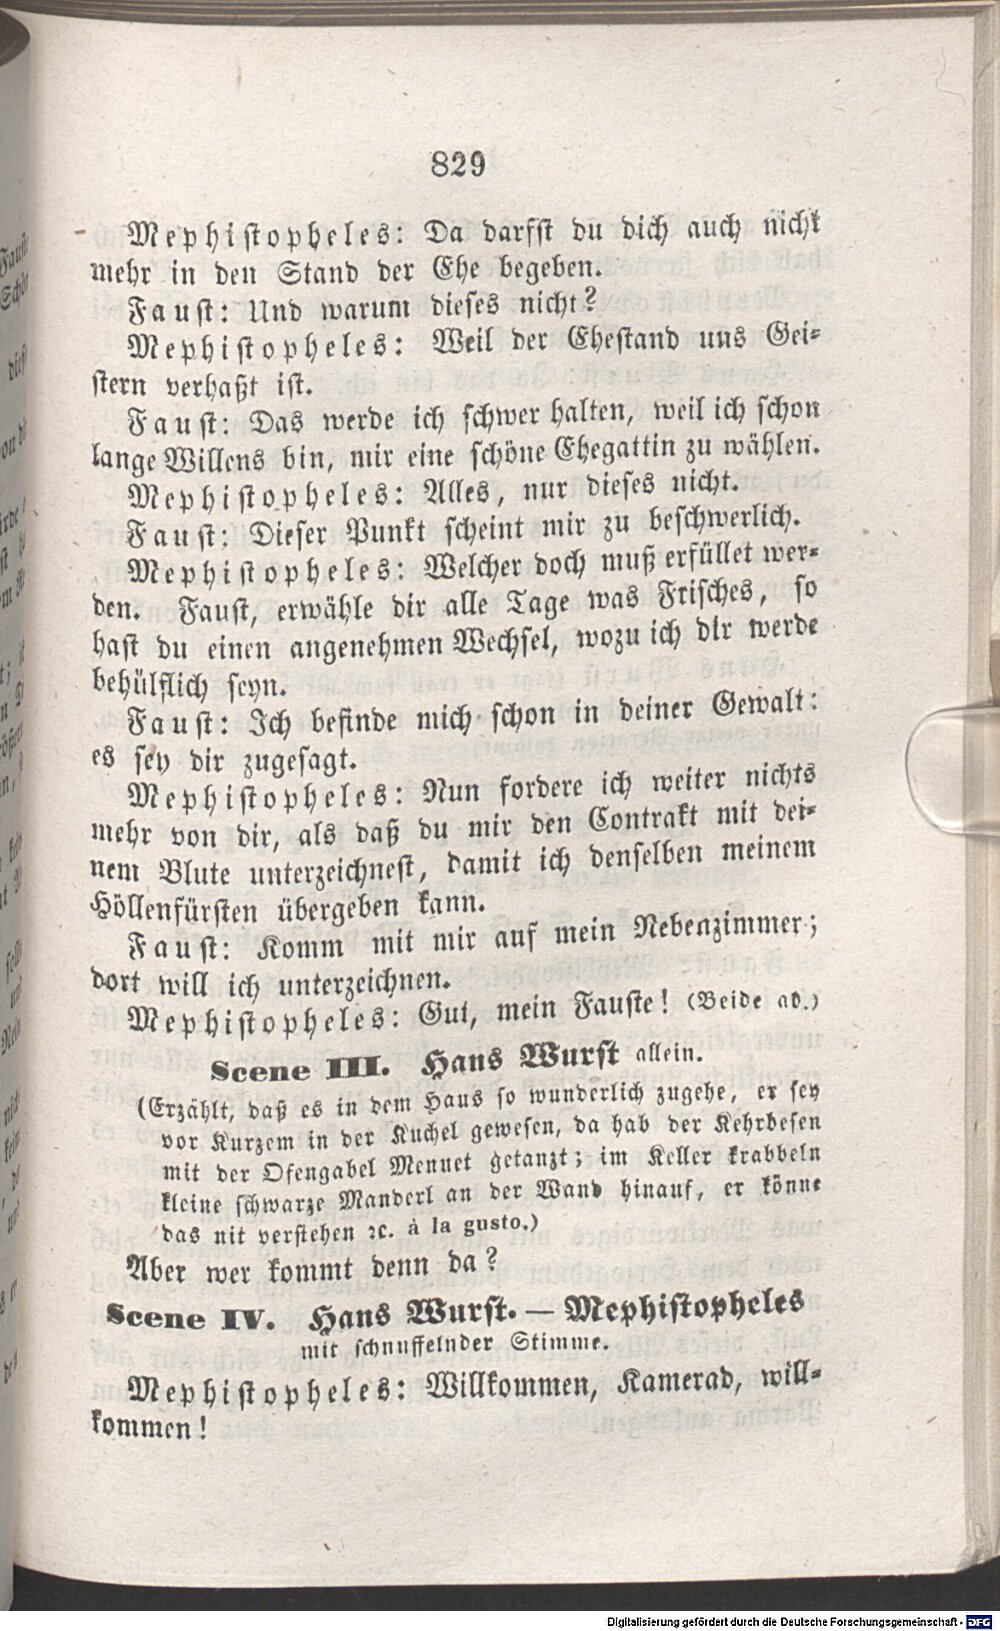 829
Mephistopheles: Da darfst du dich auch nicht
mehr in den Stand der Ehe begeben.
Faust: Und warum dieses nicht?
Mephistopheles: Weil der Ehestand uns Gei-
stern verhaßt ist.
Faust: Das werde ich schwer halten, weil ich schon
lange Willens bin, mir eine schöne Ehegattin zu wählen.
Mephistopheles: Alles, nur dieses nicht.
Faust: Dieser Punkt scheint mir zu beschwerlich.
Mephistopheles: Welcher doch muß erfüllet wer-
den. Faust, erwähle dir alle Tage was Frisches, so
hast du einen angenehmen Wechsel, wozu ich dir werde
behülflich seyn.
Faust: Ich befinde mich schon in deiner Gewalt:
es sey dir zugesagt.
Mephistopheles: Nun fordere ich weiter nichts
mehr von dir, als daß du mir den Contrakt mit dei-
nem Blute unterzeichnest, damit ich denselben meinem
Höllenfürsten übergeben kann.
Faust: Komm mit mir auf mein Nebenzimmer;
dort will ich unterzeichnen.
Mephistopheles: Gut, mein Fauste! (Beide ab.)
Scene III. Hans Wurst allein.
(Erzählt, daß es in dem Haus so wunderlich zugehe, er sey
vor Kurzem in der Kuchel gewesen, da hab der Kehrbesen
mit der Ofengabel Menuet getanzt; im Keller krabbeln
kleine schwarze Manderl an der Wand hinauf, er könne
das nit verstehen ꝛc. à la gusto.)
Aber wer kommt denn da?
Scene IV. Hans Wurst. — Mephistopheles
mit schnuffelnder Stimme.
Mephistopheles: Willkommen, Kamerad, will-
kommen!
Digitalisierung gefördert durch die Deutsche Forschungsgemeinschaft - DFG